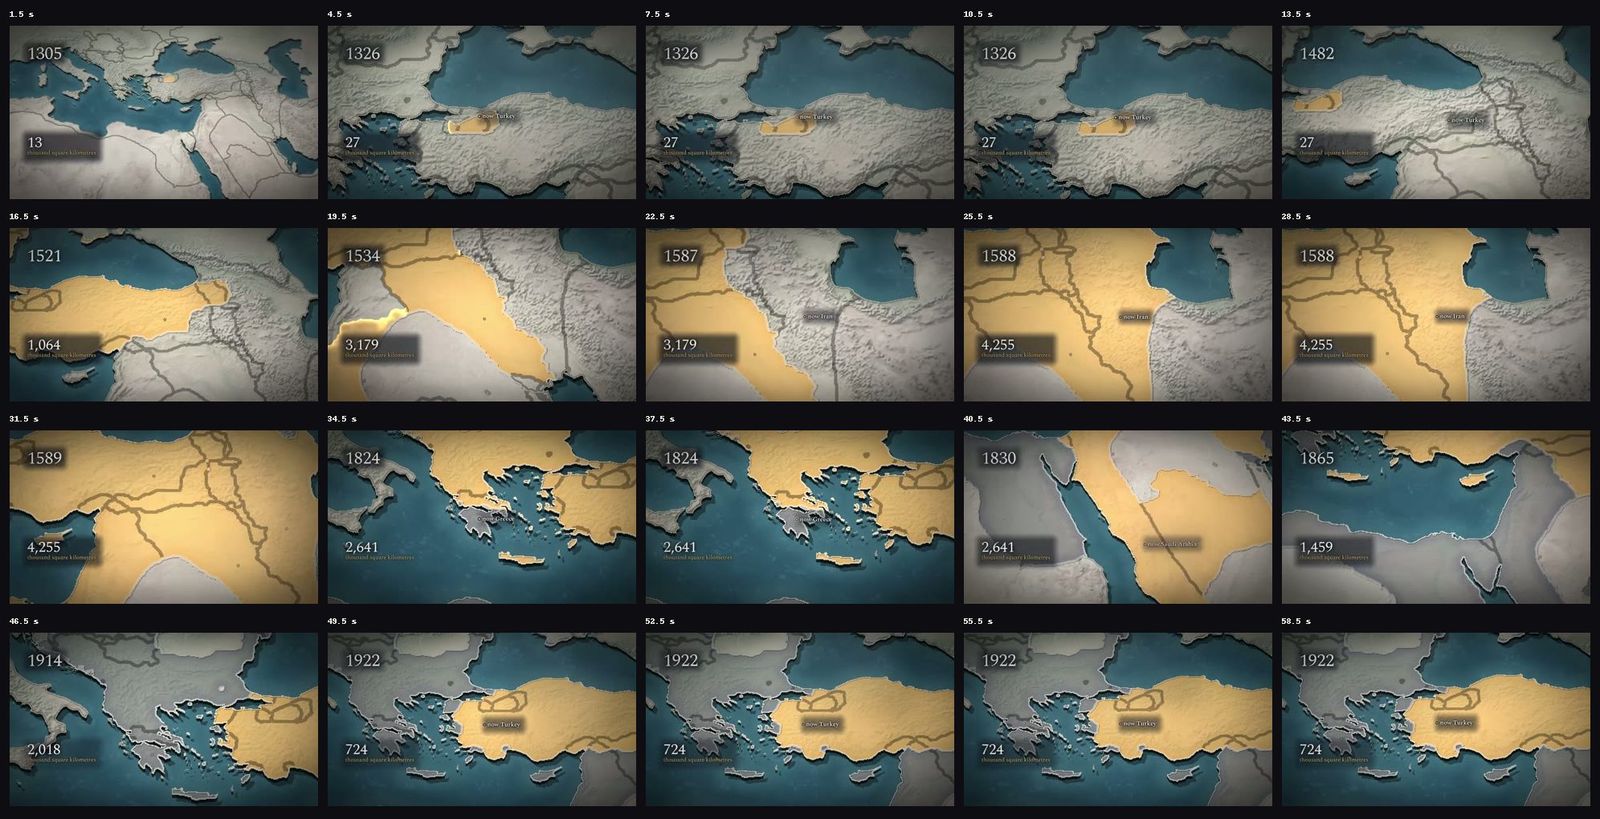 1.5 s
1305
13
thousand square kilometres
4.5 s
1326
now Turkey
27
thousand square kilometres
7.5 s
1326
now Turkey
27
thousand square kilometres
10.5 s
1326
now Turkey
27
thousand square kilometres
13.5 s
1482
now Turkey
27
thousand square kilometres
16.5 s
1521
1,064
thousand square kilometres
19.5 s
1534
3,179
thousand square kilometres
22.5 s
1587
now Iran
3,179
thousand square kilometres
25.5 s
1588
now Iran
4,255
thousand square kilometres
28.5 s
1588
now Iran
4,255
thousand square kilometres
31.5 s
1589
4,255
thousand square kilometres
34.5 s
1824
now Greece
2,641
thousand square kilometres
37.5 s
1824
now Greece
2,641
thousand square kilometres
40.5 s
1830
now Saudi Arabia
2,641
thousand square kilometres
43.5 s
1865
1,459
thousand square kilometres
46.5 s
1914
2,018
thousand square kilometres
49.5 s
1922
now Turkey
724
thousand square kilometres
52.5 s
1922
now Turkey
724
thousand square kilometres
55.5 s
1922
now Turkey
724
thousand square kilometres
58.5 s
1922
now Turkey
724
thousand square kilometres